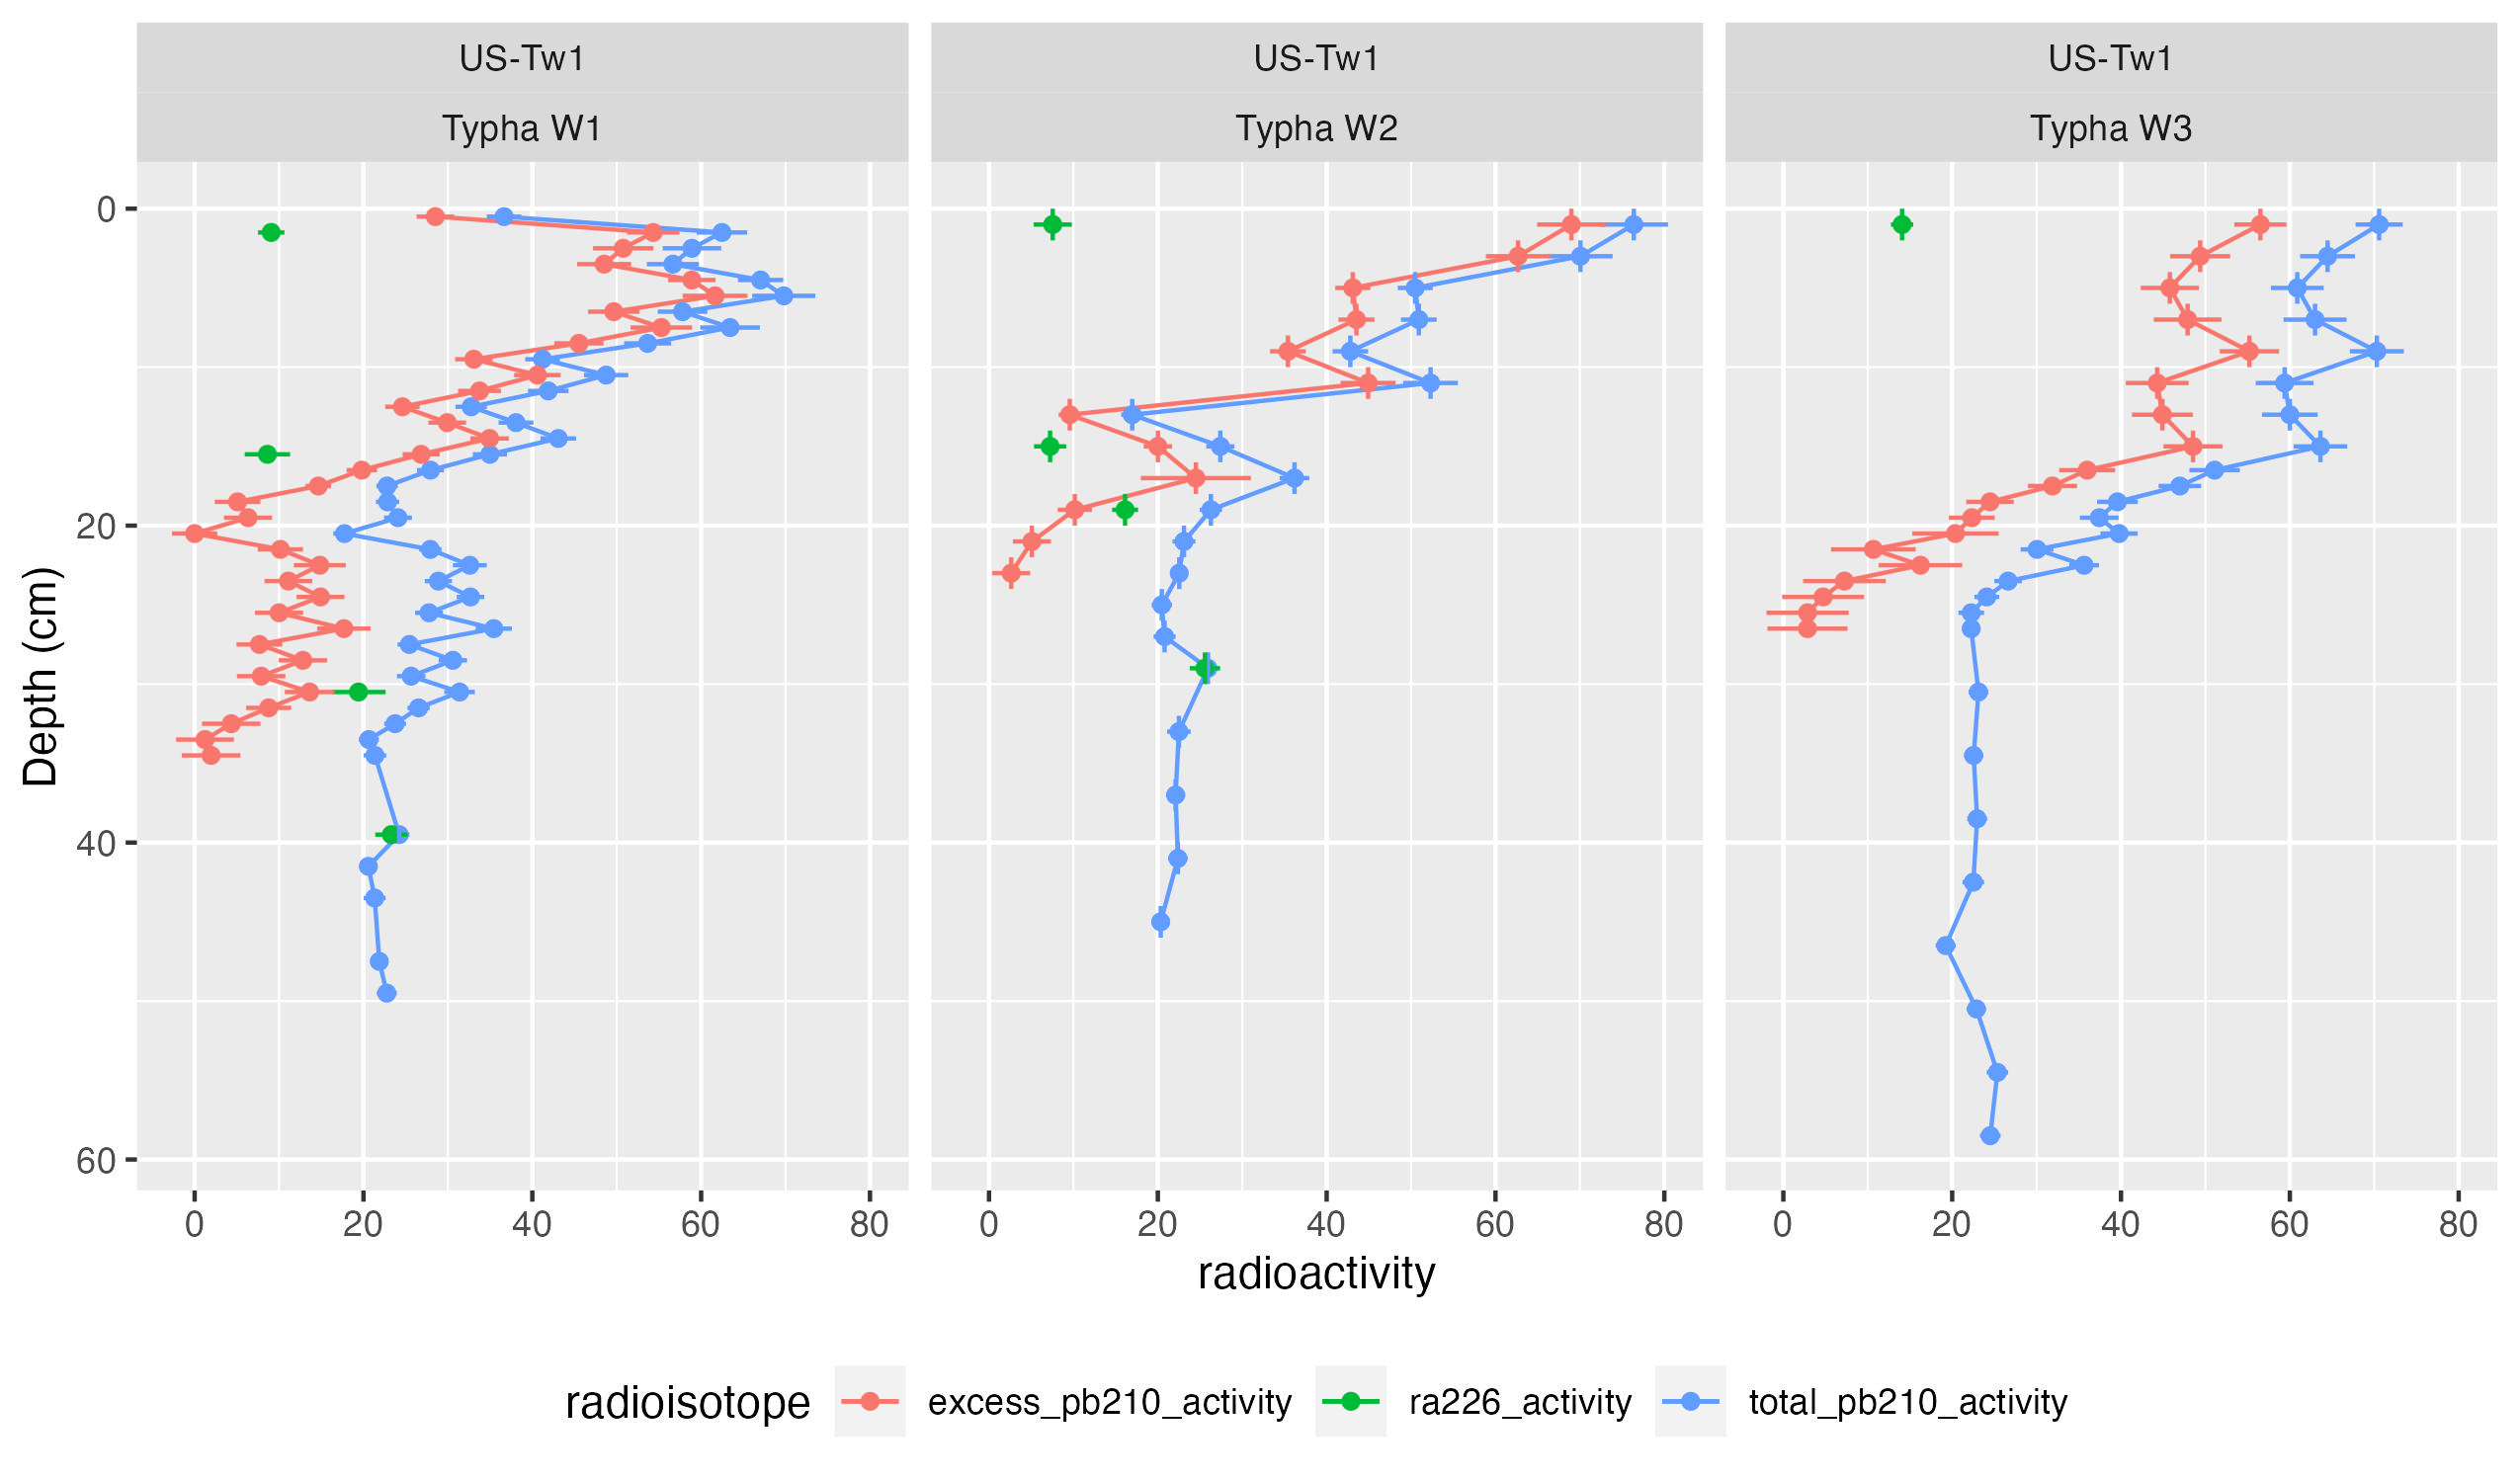 US-Tw1 US-Tw1 US-Tw1
Typha W1 Typha W2 Typha W3
0
20
40
60
Depth (cm)
0 20 40 60 80 0 20 40 60 80 0 20 40 60 80
radioactivity
radioisotope excess_pb210_activity ra226_activity total_pb210_activity